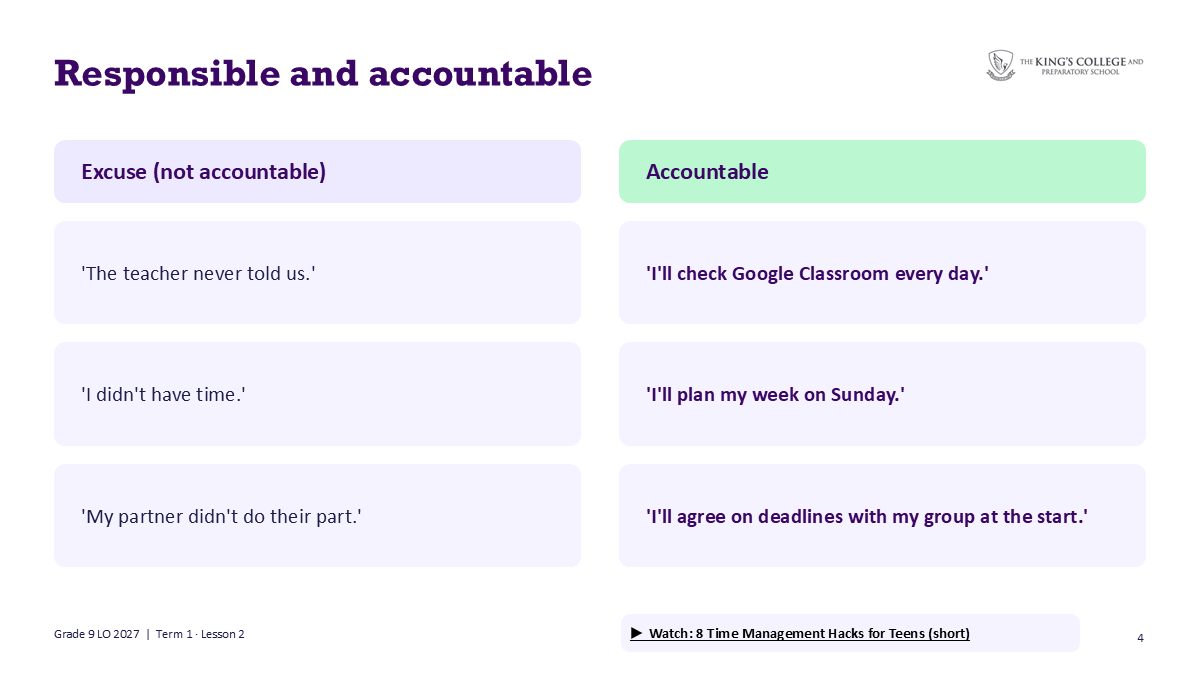 Responsible and accountable
THE KING'S COLLEGE AND
PREPARATORY SCHOOL
Excuse (not accountable)
Accountable
'The teacher never told us.'
'I'll check Google Classroom every day.'
'I didn't have time.'
'I'll plan my week on Sunday.'
'My partner didn't do their part.'
'I'll agree on deadlines with my group at the start.'
Grade 9 LO 2027 | Term 1 · Lesson 2
▶ Watch: 8 Time Management Hacks for Teens (short)
4